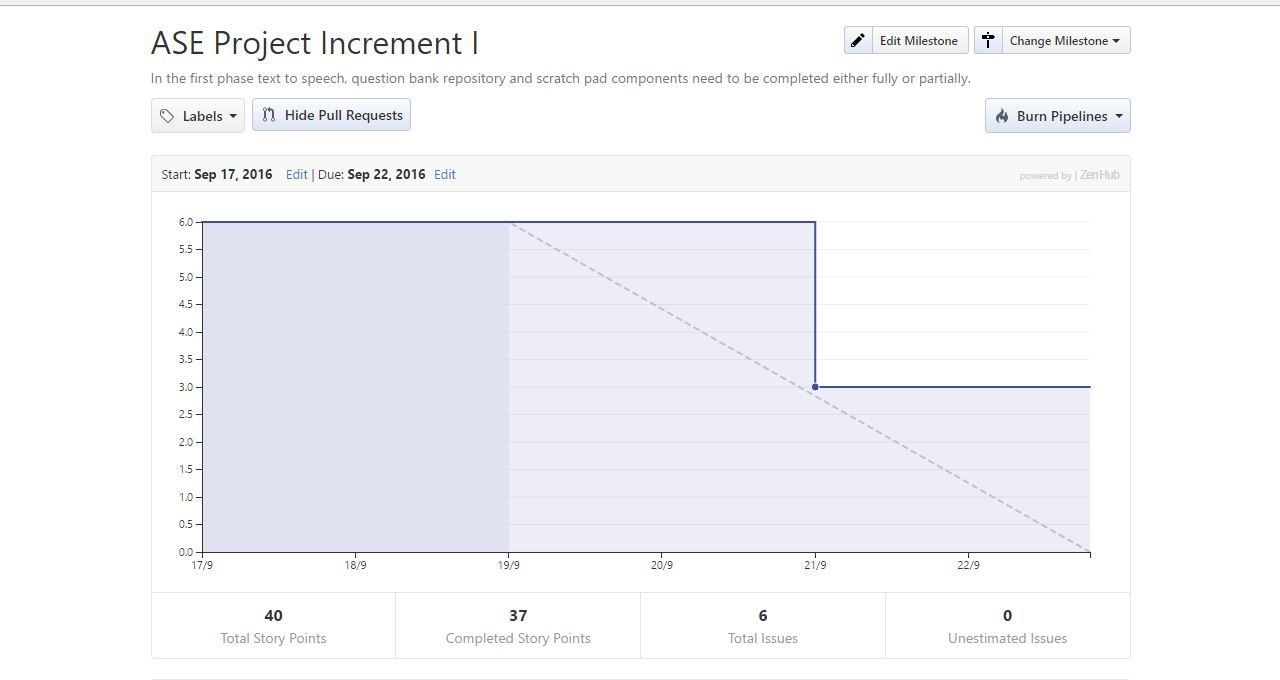 ASE Project Increment I
Edit Milestone
Change Milestone
In the first phase text to speech, question bank repository and scratch pad components need to be completed either fully or partially.
Labels
Hide Pull Requests
Burn Pipelines
Start: Sep 17, 2016 Edit | Due: Sep 22, 2016 Edit
powered by | ZenHub
6.0
5.5
5.0
4.5
4.0
3.5
3.0
2.5
2.0
1.5
1.0
0.5
0.0
17/9 18/9 19/9 20/9 21/9 22/9
40 37 6 0
Total Story Points Completed Story Points Total Issues Unestimated Issues